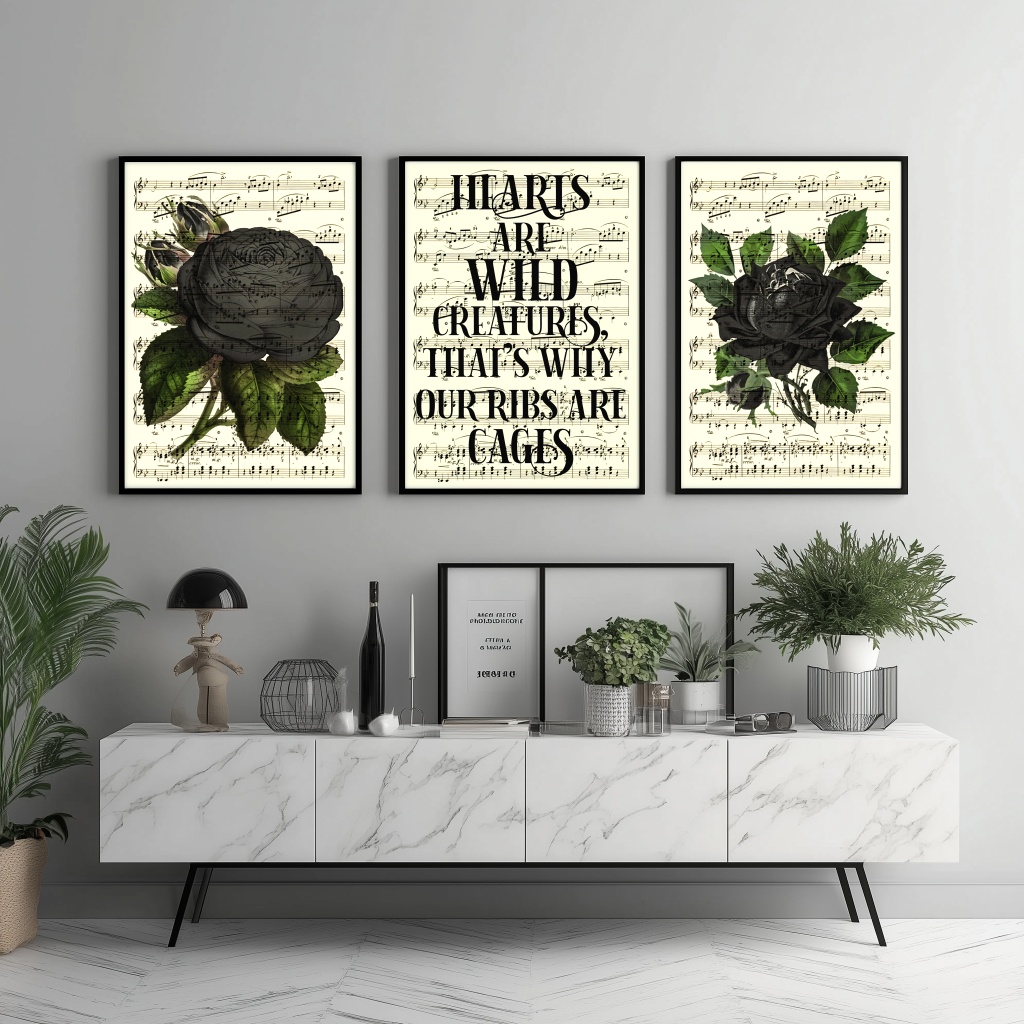 HEARTS
ARE
WILD
CREATURES,
THAT'S WHY
OUR RIBS ARE
CAGES